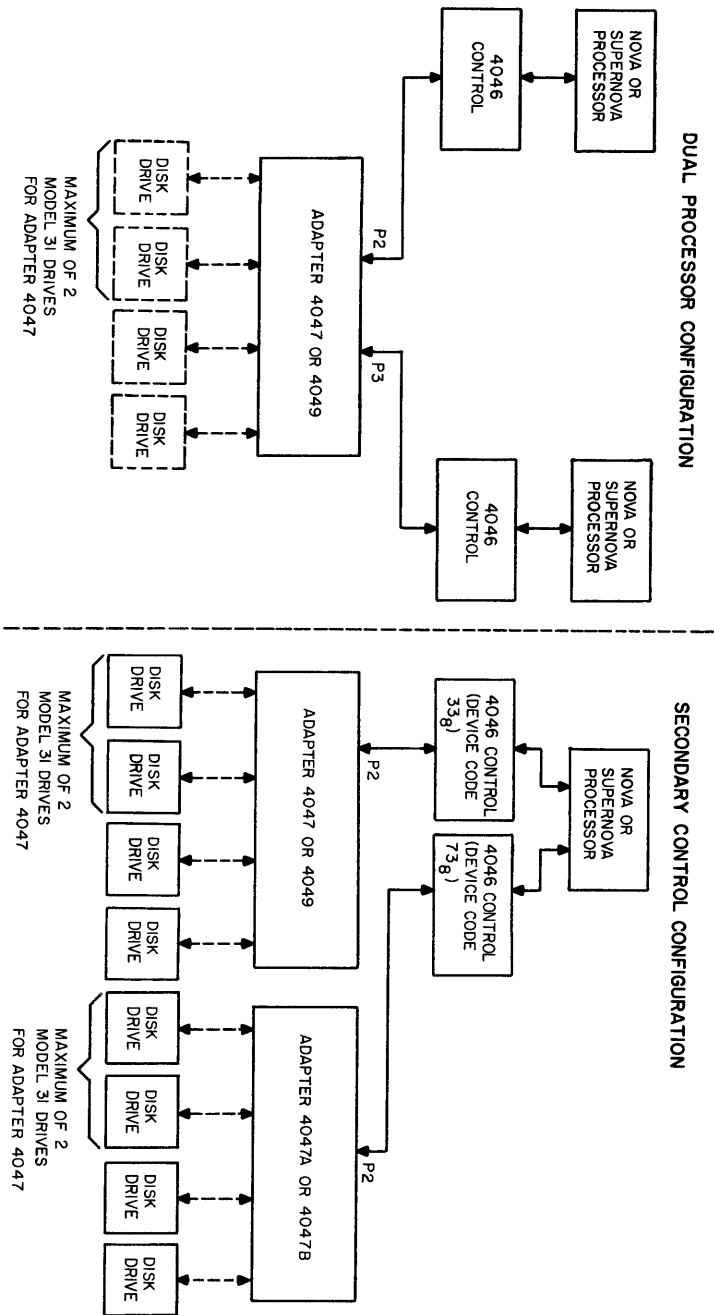 DUAL PROCESSOR CONFIGURATION
NOVA OR
SUPERNOVA
PROCESSOR
NOVA OR
SUPERNOVA
PROCESSOR
4046
CONTROL
4046
CONTROL
P2
P3
ADAPTER 4047 OR 4049
DISK
DRIVE
DISK
DRIVE
DISK
DRIVE
DISK
DRIVE
MAXIMUM OF 2
MODEL 31 DRIVES
FOR ADAPTER 4047
SECONDARY CONTROL CONFIGURATION
NOVA OR
SUPERNOVA
PROCESSOR
4046 CONTROL
(DEVICE CODE
33₈)
4046 CONTROL
(DEVICE CODE
73₈)
P2
P2
ADAPTER 4047 OR 4049
ADAPTER 4047A OR 4047B
DISK
DRIVE
DISK
DRIVE
DISK
DRIVE
DISK
DRIVE
DISK
DRIVE
DISK
DRIVE
DISK
DRIVE
DISK
DRIVE
MAXIMUM OF 2
MODEL 31 DRIVES
FOR ADAPTER 4047
MAXIMUM OF 2
MODEL 31 DRIVES
FOR ADAPTER 4047